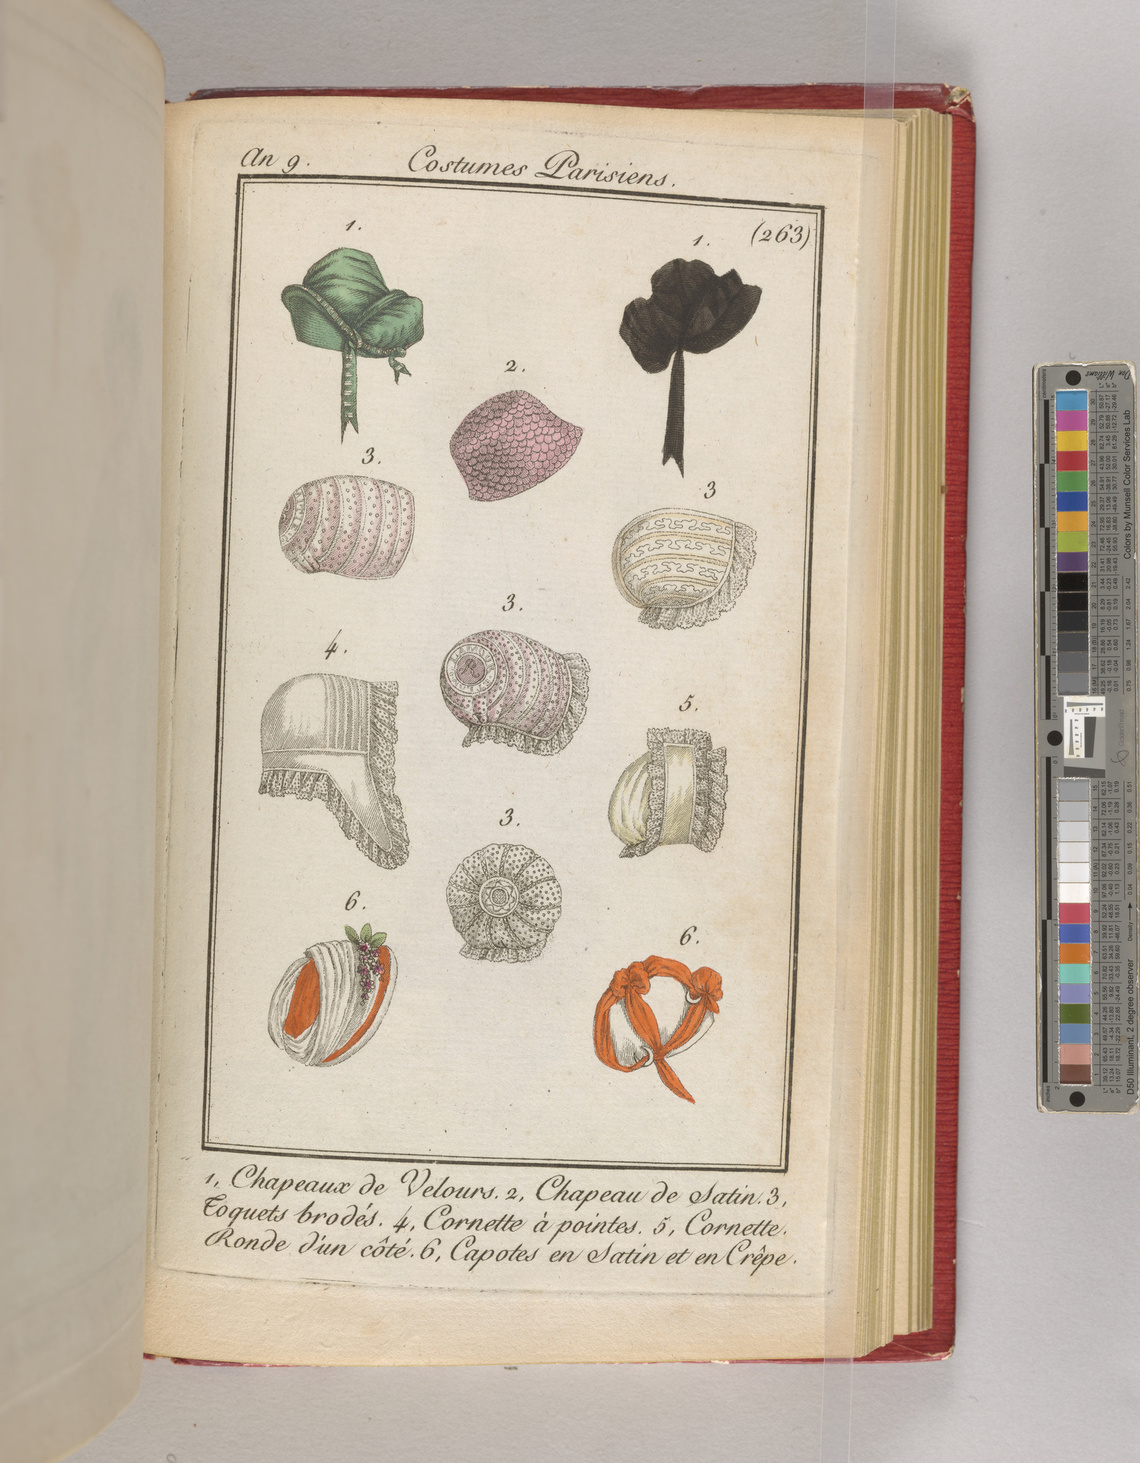 An 9.
Costumes Parisiens.
(263)
1.
1.
2.
3.
3
3.
4.
5.
3.
6.
6.
1, Chapeaux de Velours. 2, Chapeau de Satin. 3,
Toquets brodés. 4, Cornette à pointes. 5, Cornette.
Ronde d'un côté. 6, Capotes en Satin et en Crêpe.
Colors by Munsell Color Services Lab
D50 Illuminant, 2 degree observer
Density